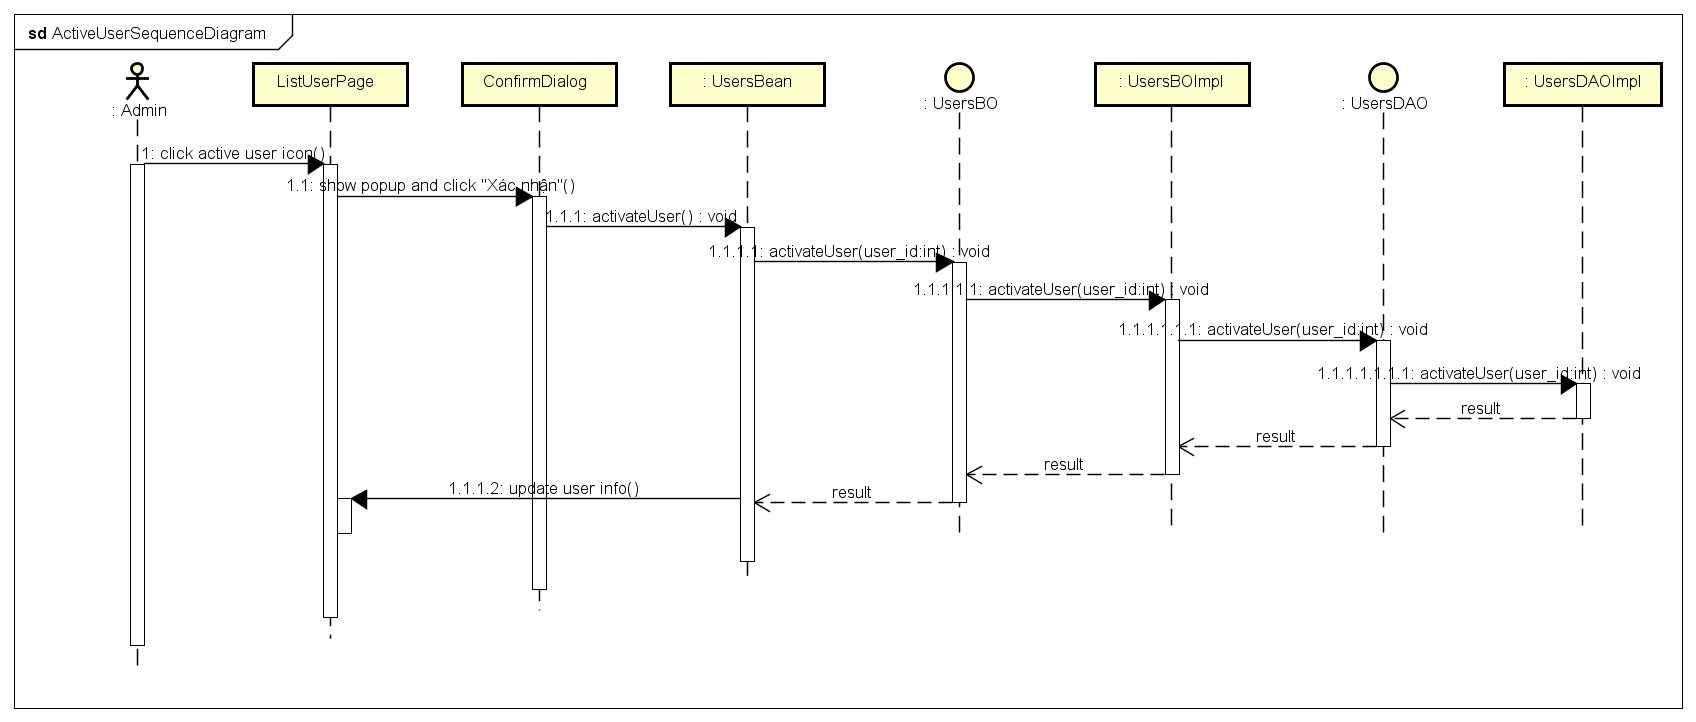 sd ActiveUserSequenceDiagram
: Admin
ListUserPage
ConfirmDialog
: UsersBean
: UsersBO
: UsersBOImpl
: UsersDAO
: UsersDAOImpl
1: click active user icon()
1.1: show popup and click "Xác nhận"()
1.1.1: activateUser() : void
1.1.1.1: activateUser(user_id:int) : void
1.1.1.1.1: activateUser(user_id:int) : void
1.1.1.1.1.1: activateUser(user_id:int) : void
1.1.1.1.1.1.1: activateUser(user_id:int) : void
result
result
result
1.1.1.2: update user info()
result